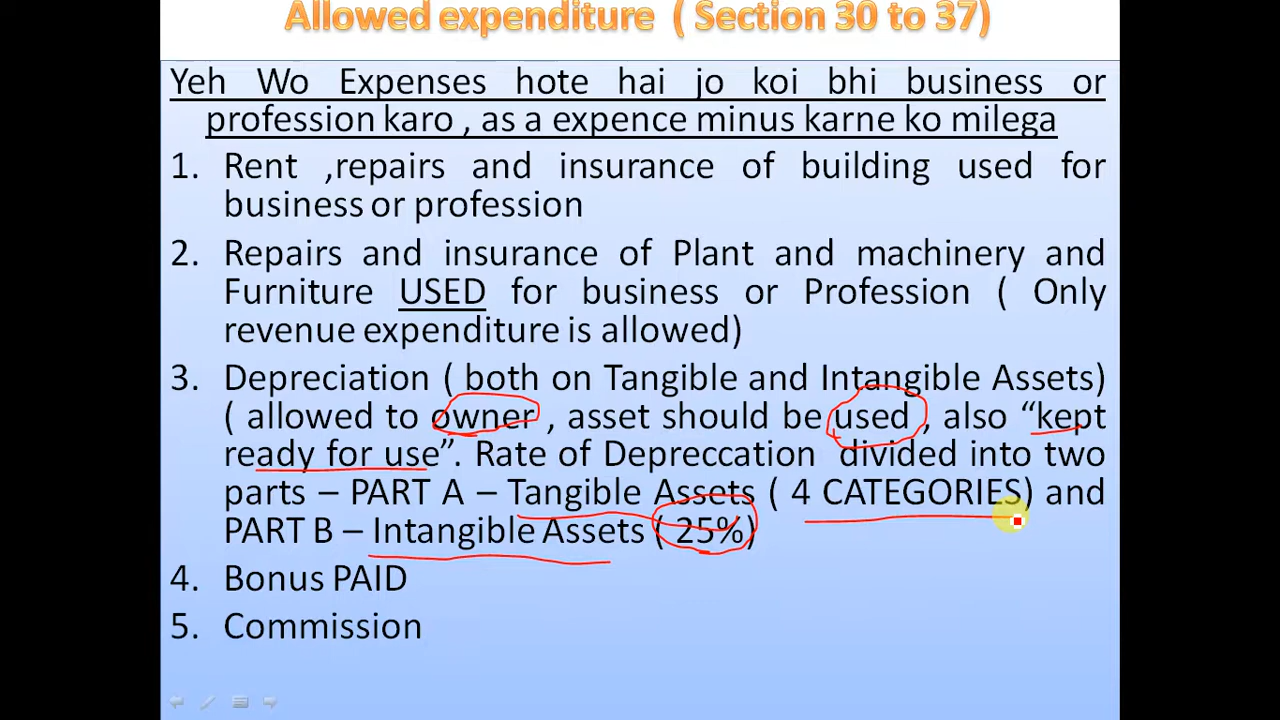 Allowed expenditure ( Section 30 to 37)
Yeh Wo Expenses hote hai jo koi bhi business or
profession karo , as a expence minus karne ko milega
1. Rent ,repairs and insurance of building used for
business or profession
2. Repairs and insurance of Plant and machinery and
Furniture USED for business or Profession ( Only
revenue expenditure is allowed)
3. Depreciation ( both on Tangible and Intangible Assets)
( allowed to owner , asset should be used , also “kept
ready for use”. Rate of Depreccation divided into two
parts – PART A – Tangible Assets ( 4 CATEGORIES) and
PART B – Intangible Assets ( 25%)
4. Bonus PAID
5. Commission